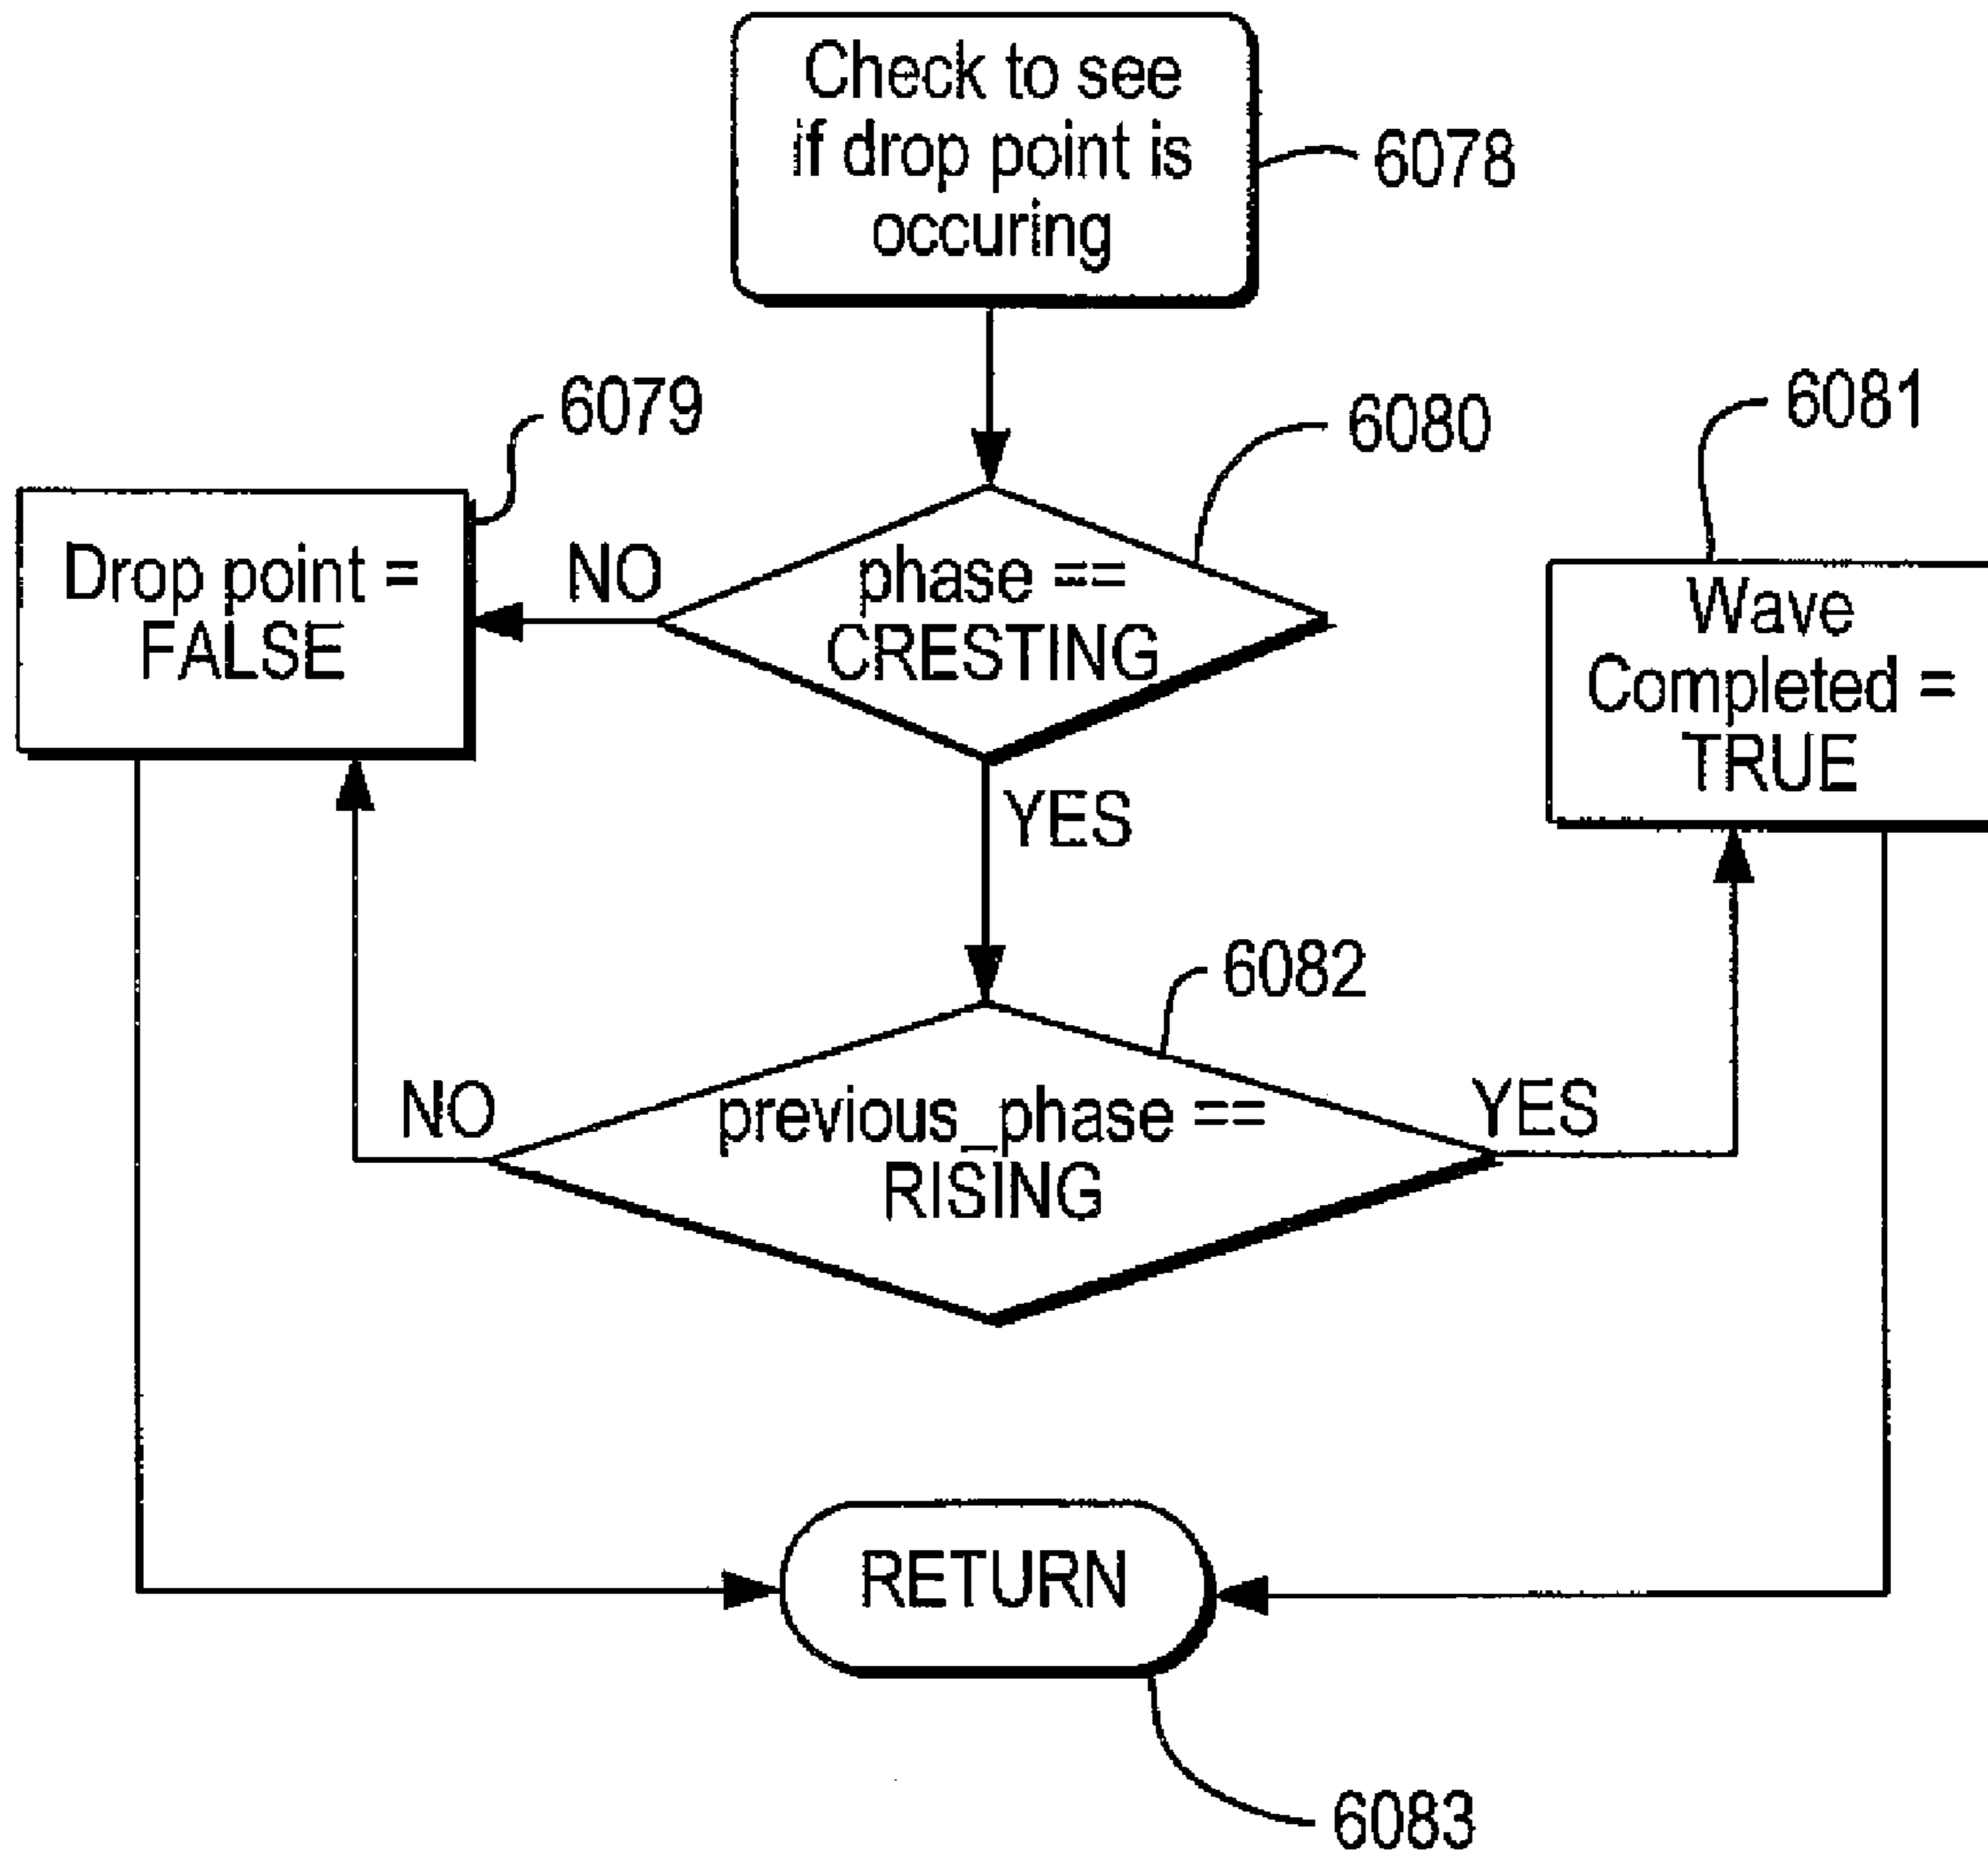 Check to see
if drop point is
occuring
6078
6079
6080
6081
Drop point =
FALSE
NO
phase ==
CRESTING
Wave
Completed =
TRUE
YES
6082
NO
previous_phase ==
RISING
YES
RETURN
6083